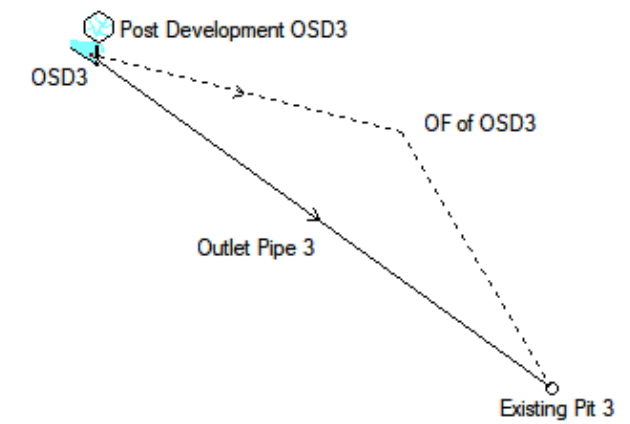 Post Development OSD3
OSD3
OF of OSD3
Outlet Pipe 3
Existing Pit 3